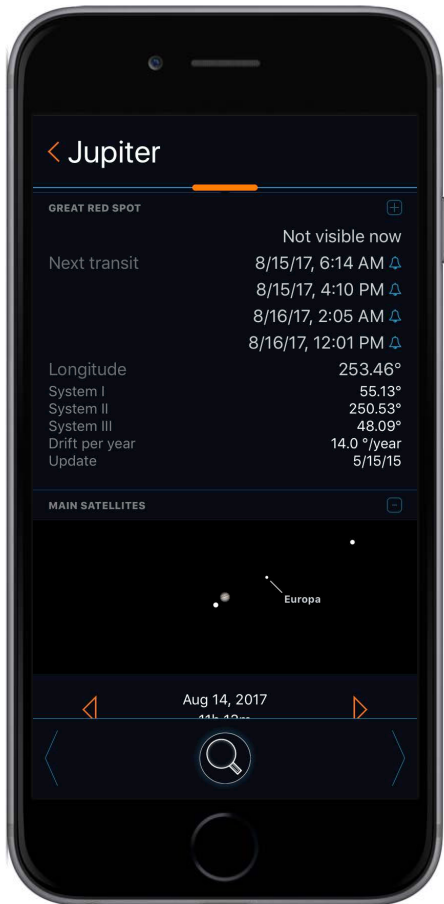 Jupiter
GREAT RED SPOT
Not visible now
Next transit 8/15/17, 6:14 AM
8/15/17, 4:10 PM
8/16/17, 2:05 AM
8/16/17, 12:01 PM
Longitude 253.46°
System I 55.13°
System II 250.53°
System III 48.09°
Drift per year 14.0 °/year
Update 5/15/15
MAIN SATELLITES
Europa
Aug 14, 2017